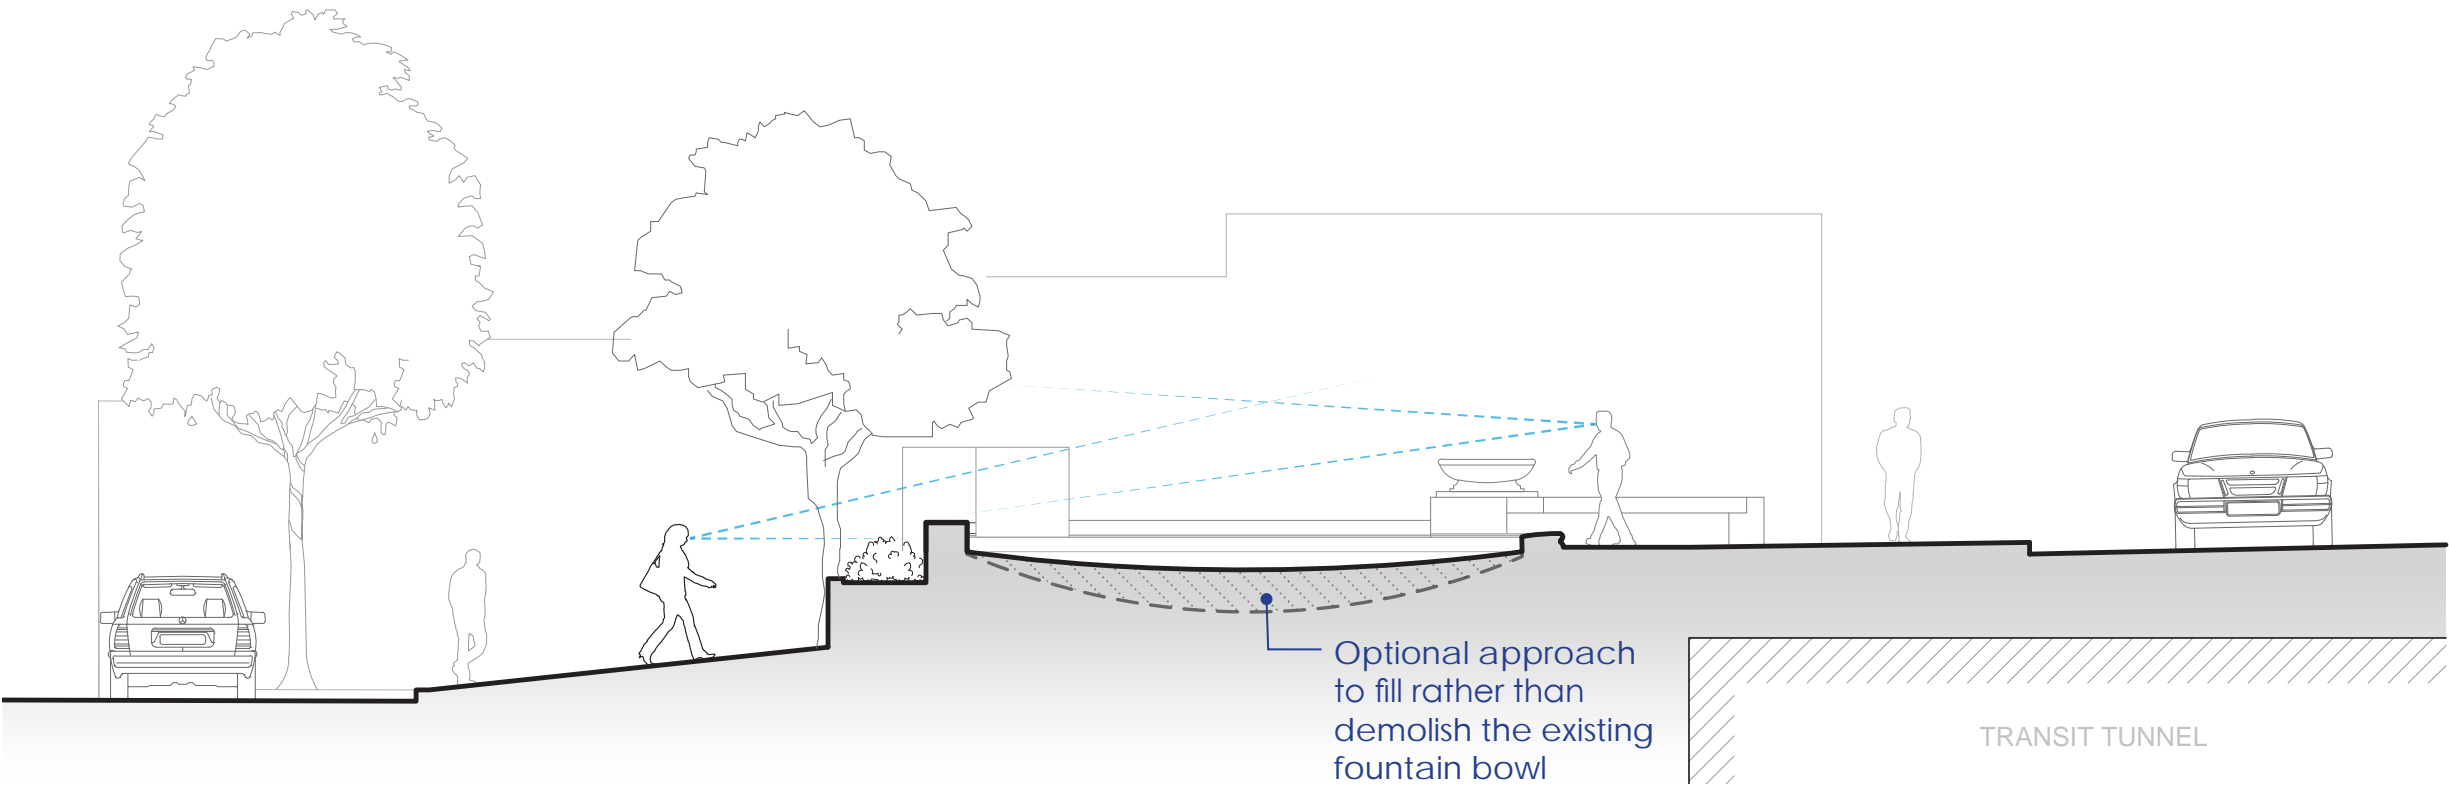 Optional approach
to fill rather than
demolish the existing
fountain bowl
TRANSIT TUNNEL